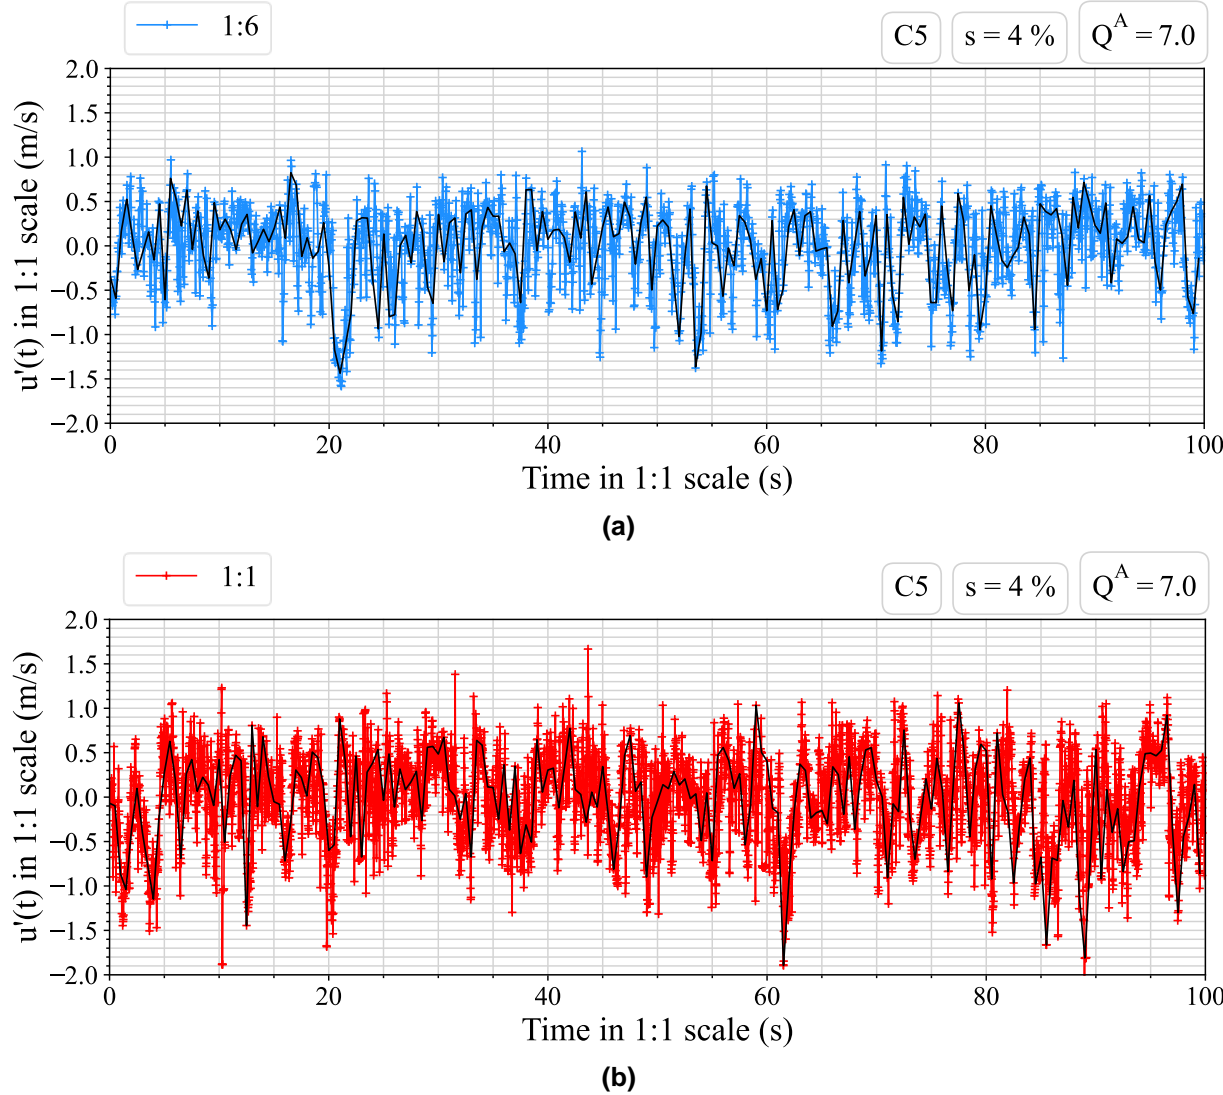 1:6
C5 s = 4 % Q^A = 7.0
u'(t) in 1:1 scale (m/s)
2.0
1.5
1.0
0.5
0.0
−0.5
−1.0
−1.5
−2.0
0 20 40 60 80 100
Time in 1:1 scale (s)
(a)
1:1
C5 s = 4 % Q^A = 7.0
u'(t) in 1:1 scale (m/s)
2.0
1.5
1.0
0.5
0.0
−0.5
−1.0
−1.5
−2.0
0 20 40 60 80 100
Time in 1:1 scale (s)
(b)